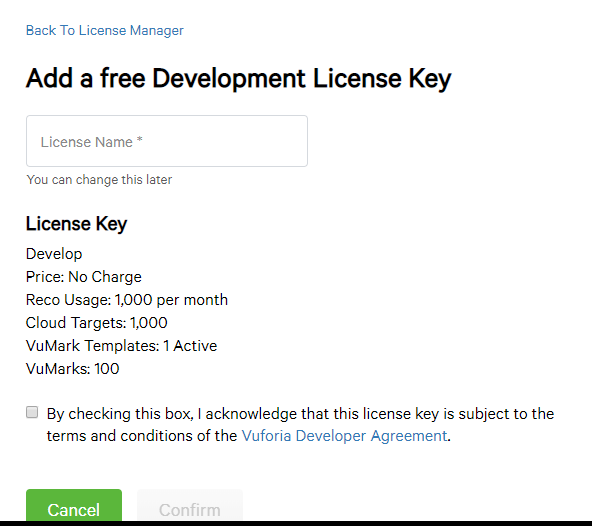 Back To License Manager
Add a free Development License Key
License Name *
You can change this later
License Key
Develop
Price: No Charge
Reco Usage: 1,000 per month
Cloud Targets: 1,000
VuMark Templates: 1 Active
VuMarks: 100
By checking this box, I acknowledge that this license key is subject to the
terms and conditions of the Vuforia Developer Agreement.
Cancel Confirm